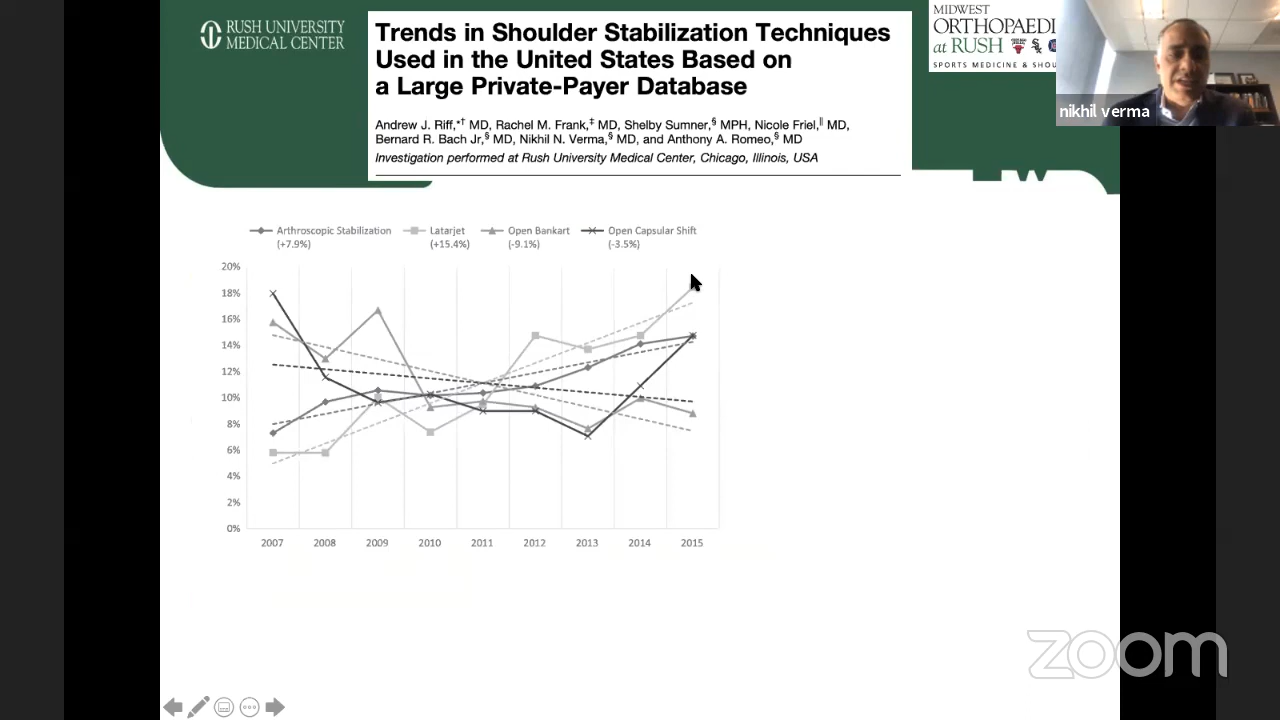 RUSH UNIVERSITY
MEDICAL CENTER
Trends in Shoulder Stabilization Techniques
Used in the United States Based on
a Large Private-Payer Database
Andrew J. Riff,*† MD, Rachel M. Frank,‡ MD, Shelby Sumner,§ MPH, Nicole Friel,‖ MD,
Bernard R. Bach Jr,§ MD, Nikhil N. Verma,§ MD, and Anthony A. Romeo,§ MD
Investigation performed at Rush University Medical Center, Chicago, Illinois, USA
MIDWEST
ORTHOPAEDI
at RUSH
SPORTS MEDICINE & SHOU
nikhil verma
Arthroscopic Stabilization Latarjet Open Bankart Open Capsular Shift
(+7.9%) (+15.4%) (-9.1%) (-3.5%)
20%
18%
16%
14%
12%
10%
8%
6%
4%
2%
0%
2007 2008 2009 2010 2011 2012 2013 2014 2015
zoom